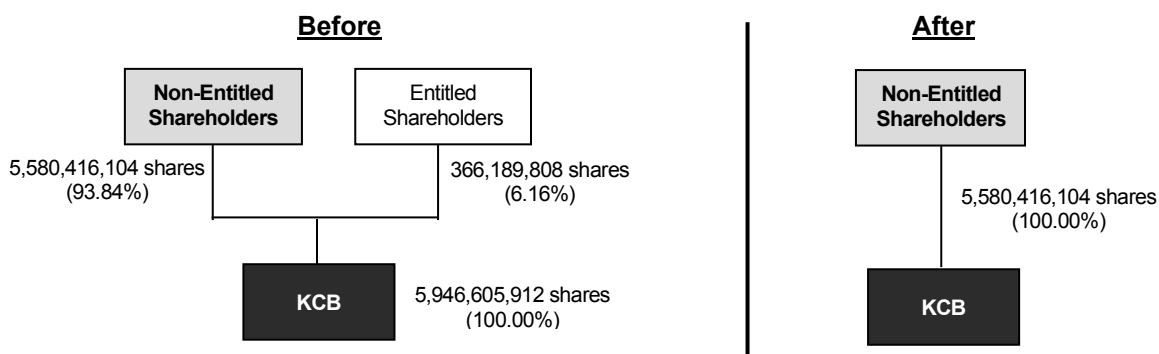 Before
Non-Entitled
Shareholders
Entitled
Shareholders
5,580,416,104 shares
(93.84%)
366,189,808 shares
(6.16%)
KCB
5,946,605,912 shares
(100.00%)
After
Non-Entitled
Shareholders
5,580,416,104 shares
(100.00%)
KCB